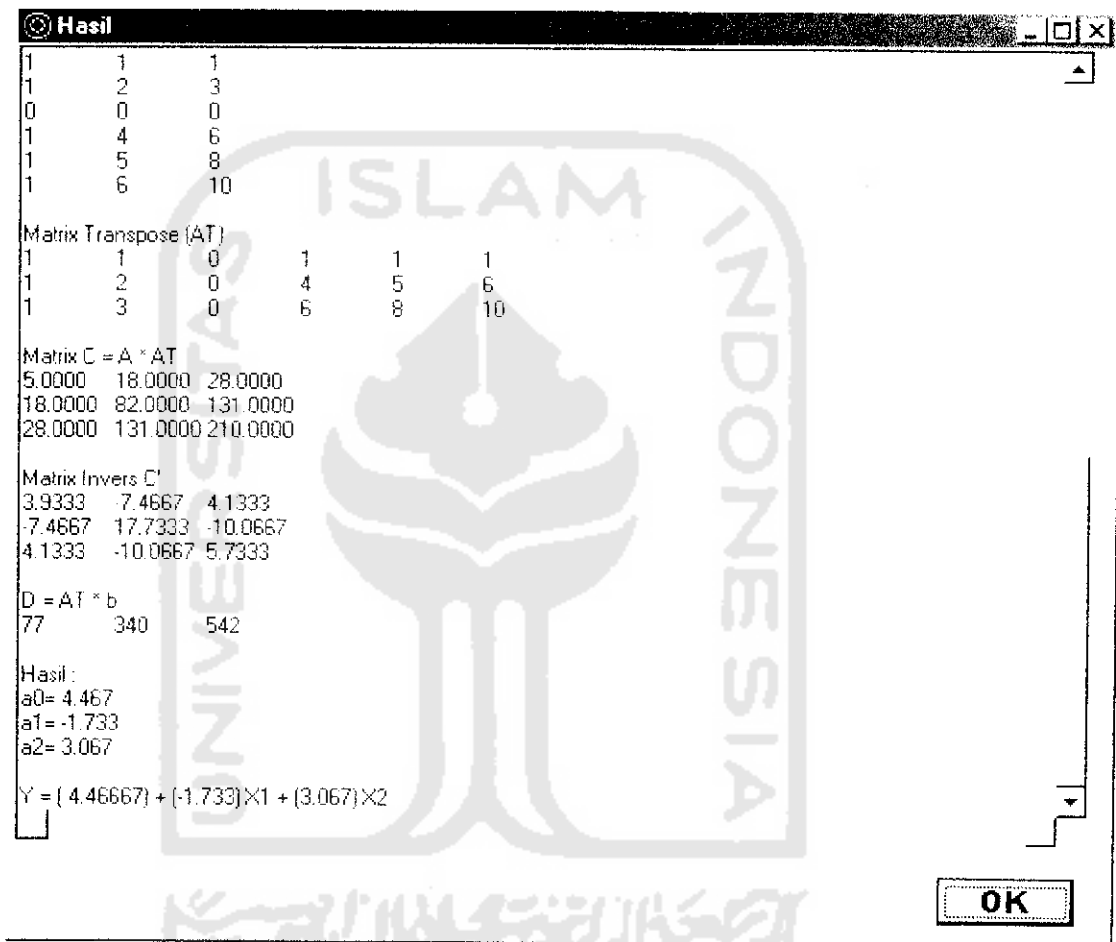 Hasil
1 1 1
1 2 3
0 0 0
1 4 6
1 5 8
1 6 10
Matrix Transpose (AT)
1 1 0 1 1 1
1 2 0 4 5 6
1 3 0 6 8 10
Matrix C = A * AT
5.0000 18.0000 28.0000
18.0000 82.0000 131.0000
28.0000 131.0000 210.0000
Matrix Invers C'
3.9333 -7.4667 4.1333
-7.4667 17.7333 -10.0667
4.1333 -10.0667 5.7333
D = AT * b
77 340 542
Hasil :
a0= 4.467
a1= -1.733
a2= 3.067
Y = ( 4.46667) + (-1.733)X1 + (3.067)X2
OK
UNIVERSITAS
ISLAM
INDONESIA